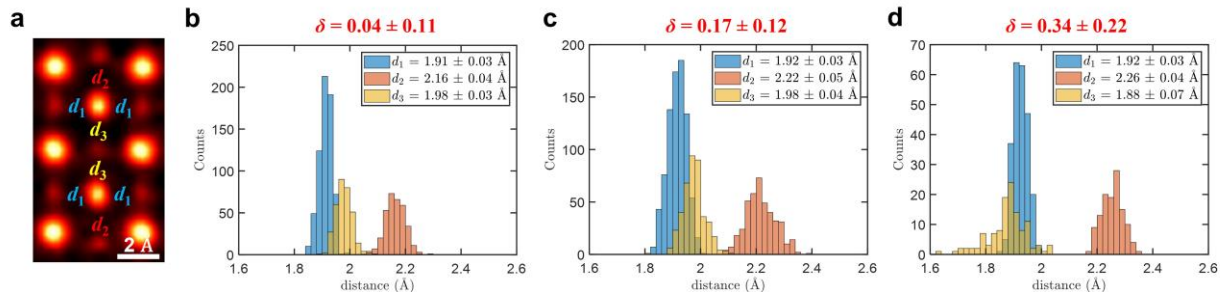 a
d2
d1 d1
d3
d3
d1 d1
d2
2 Å
b
δ = 0.04 ± 0.11
d1 = 1.91 ± 0.03 Å
d2 = 2.16 ± 0.04 Å
d3 = 1.98 ± 0.03 Å
Counts
250
200
150
100
50
0
1.6 1.8 2 2.2 2.4 2.6
distance (Å)
c
δ = 0.17 ± 0.12
d1 = 1.92 ± 0.03 Å
d2 = 2.22 ± 0.05 Å
d3 = 1.98 ± 0.04 Å
Counts
200
150
100
50
0
1.6 1.8 2 2.2 2.4 2.6
distance (Å)
d
δ = 0.34 ± 0.22
d1 = 1.92 ± 0.03 Å
d2 = 2.26 ± 0.04 Å
d3 = 1.88 ± 0.07 Å
Counts
70
60
50
40
30
20
10
0
1.6 1.8 2 2.2 2.4 2.6
distance (Å)